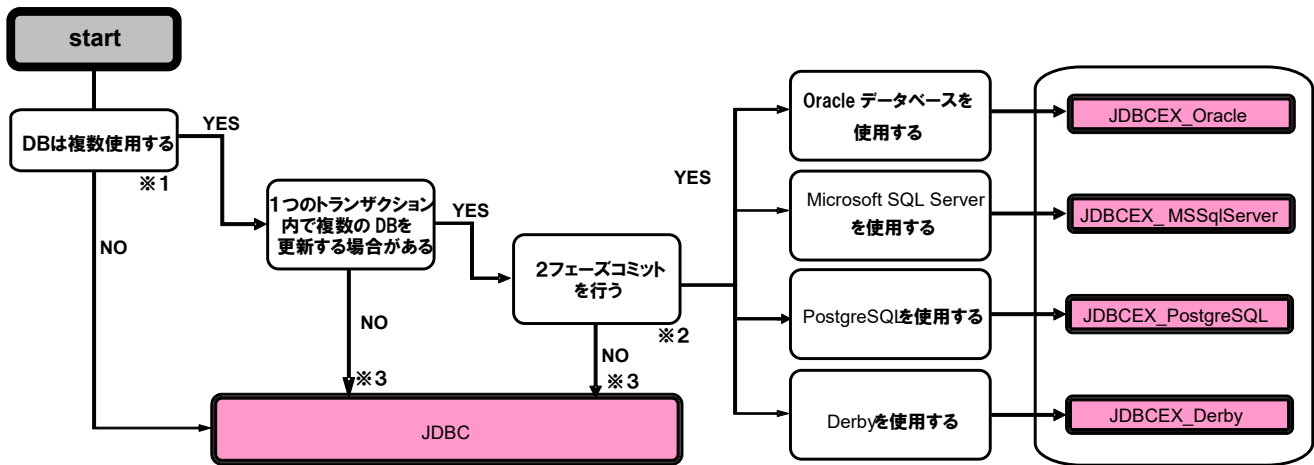 start
DBは複数使用する
YES
※1
NO
1つのトランザクション
内で複数の DBを
更新する場合がある
YES
NO
※3
2フェーズコミット
を行う
※2
NO
※3
JDBC
YES
Oracle データベースを
使用する
JDBCEX_Oracle
Microsoft SQL Server
を使用する
JDBCEX_MSSqlServer
PostgreSQLを使用する
JDBCEX_PostgreSQL
Derbyを使用する
JDBCEX_Derby